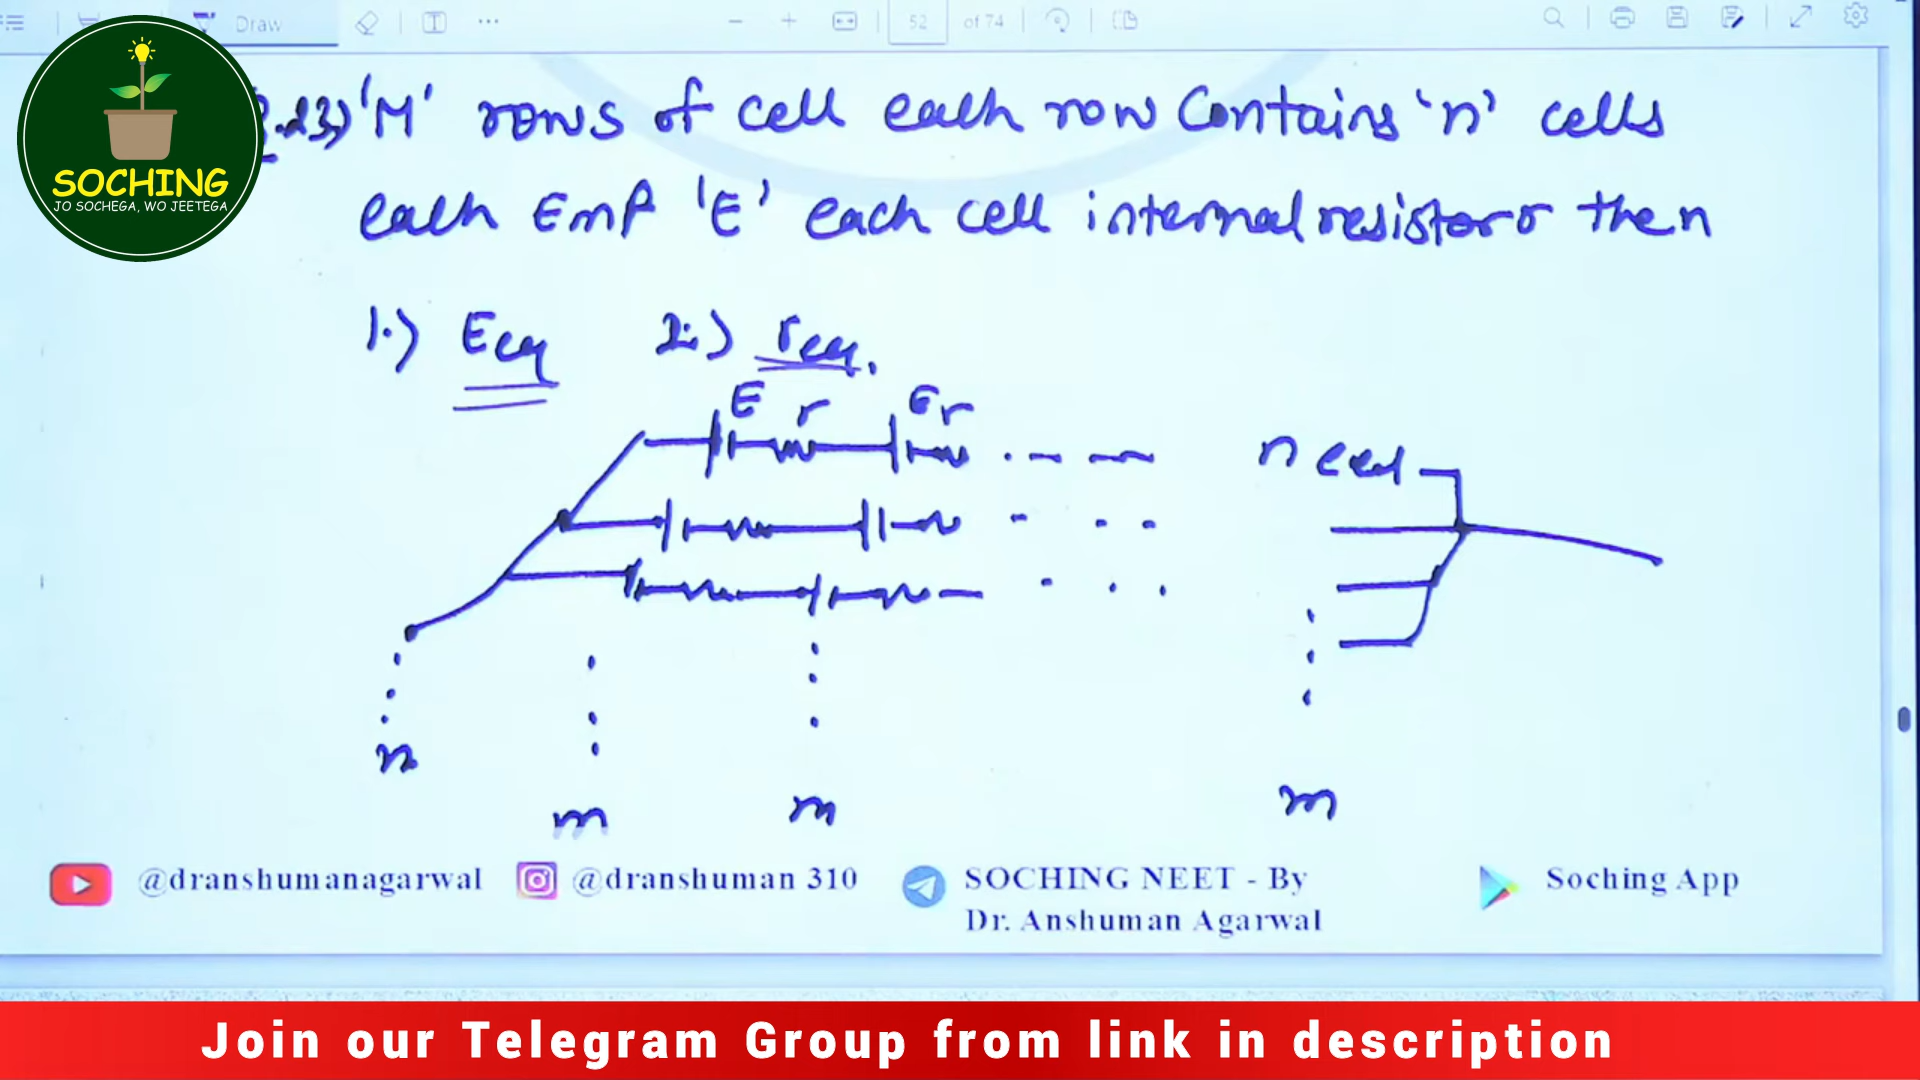 Draw
52 of 74
SOCHING
JO SOCHEGA, WO JEETEGA
.23) 'M' rows of cell each row Contains 'n' cells
each Emf 'E' each cell internal resistor r then
1.) Eeq 2.) req.
E r E r
n cell
n
m m m
@dranshumanagarwal @dranshuman 310 SOCHING NEET - By Soching App
Dr. Anshuman Agarwal
Join our Telegram Group from link in description